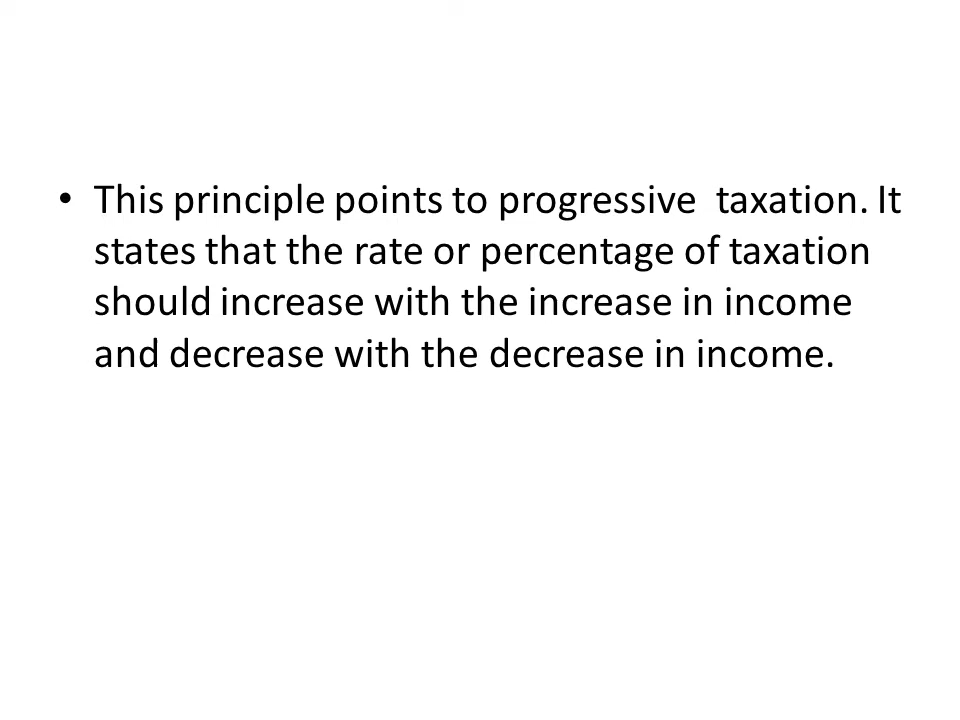 • This principle points to progressive  taxation. It
states that the rate or percentage of taxation
should increase with the increase in income
and decrease with the decrease in income.